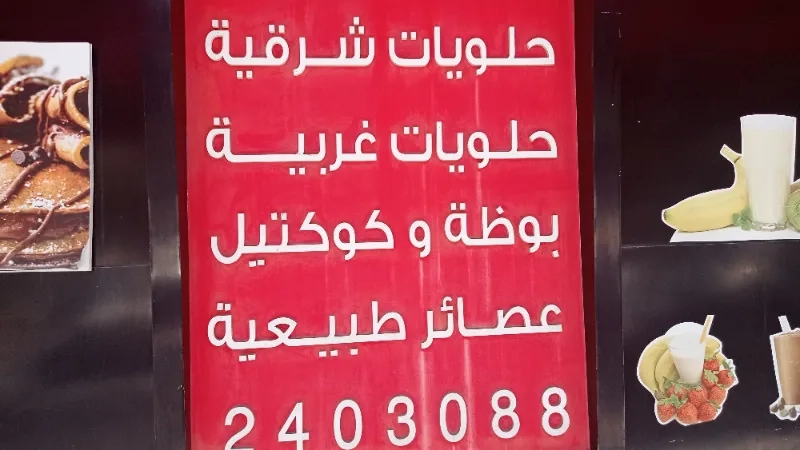 حلويات شرقية
حلويات غربية
بوظة و كوكتيل
عصائر طبيعية
2403088